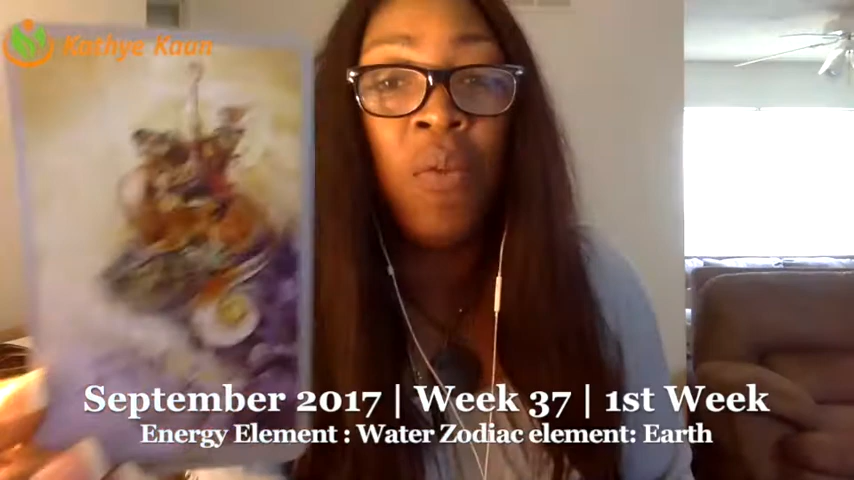 Kathye Kaun
September 2017 | Week 37 | 1st Week
Energy Element : Water Zodiac element: Earth